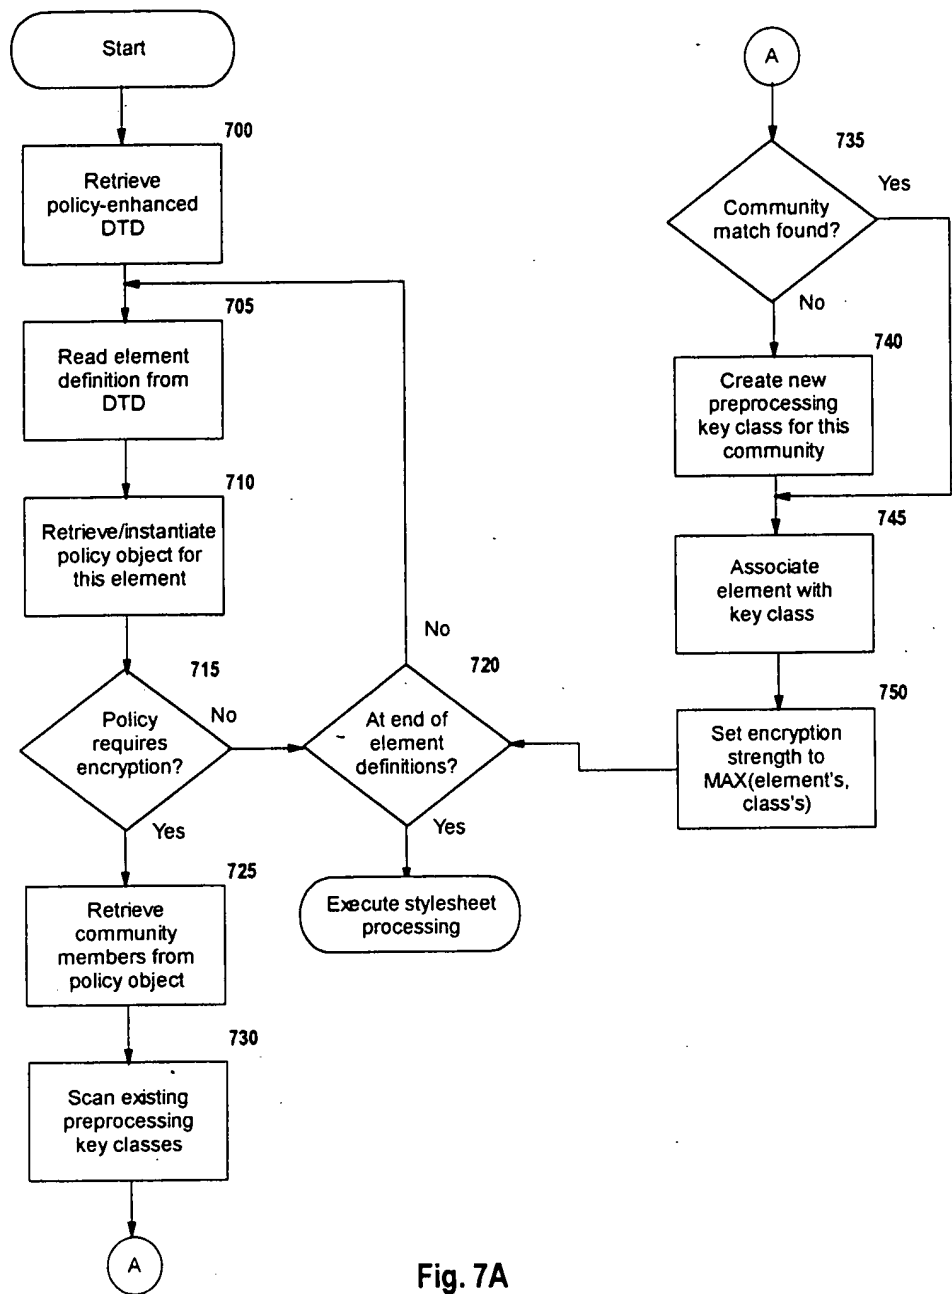 Start
700
Retrieve
policy-enhanced
DTD
705
Read element
definition from
DTD
710
Retrieve/instantiate
policy object for
this element
715
Policy
requires
encryption?
No
Yes
725
Retrieve
community
members from
policy object
730
Scan existing
preprocessing
key classes
A
No
720
At end of
element
definitions?
Yes
Execute stylesheet
processing
A
735
Yes
Community
match found?
No
740
Create new
preprocessing
key class for this
community
745
Associate
element with
key class
750
Set encryption
strength to
MAX(element's,
class's)
Fig. 7A